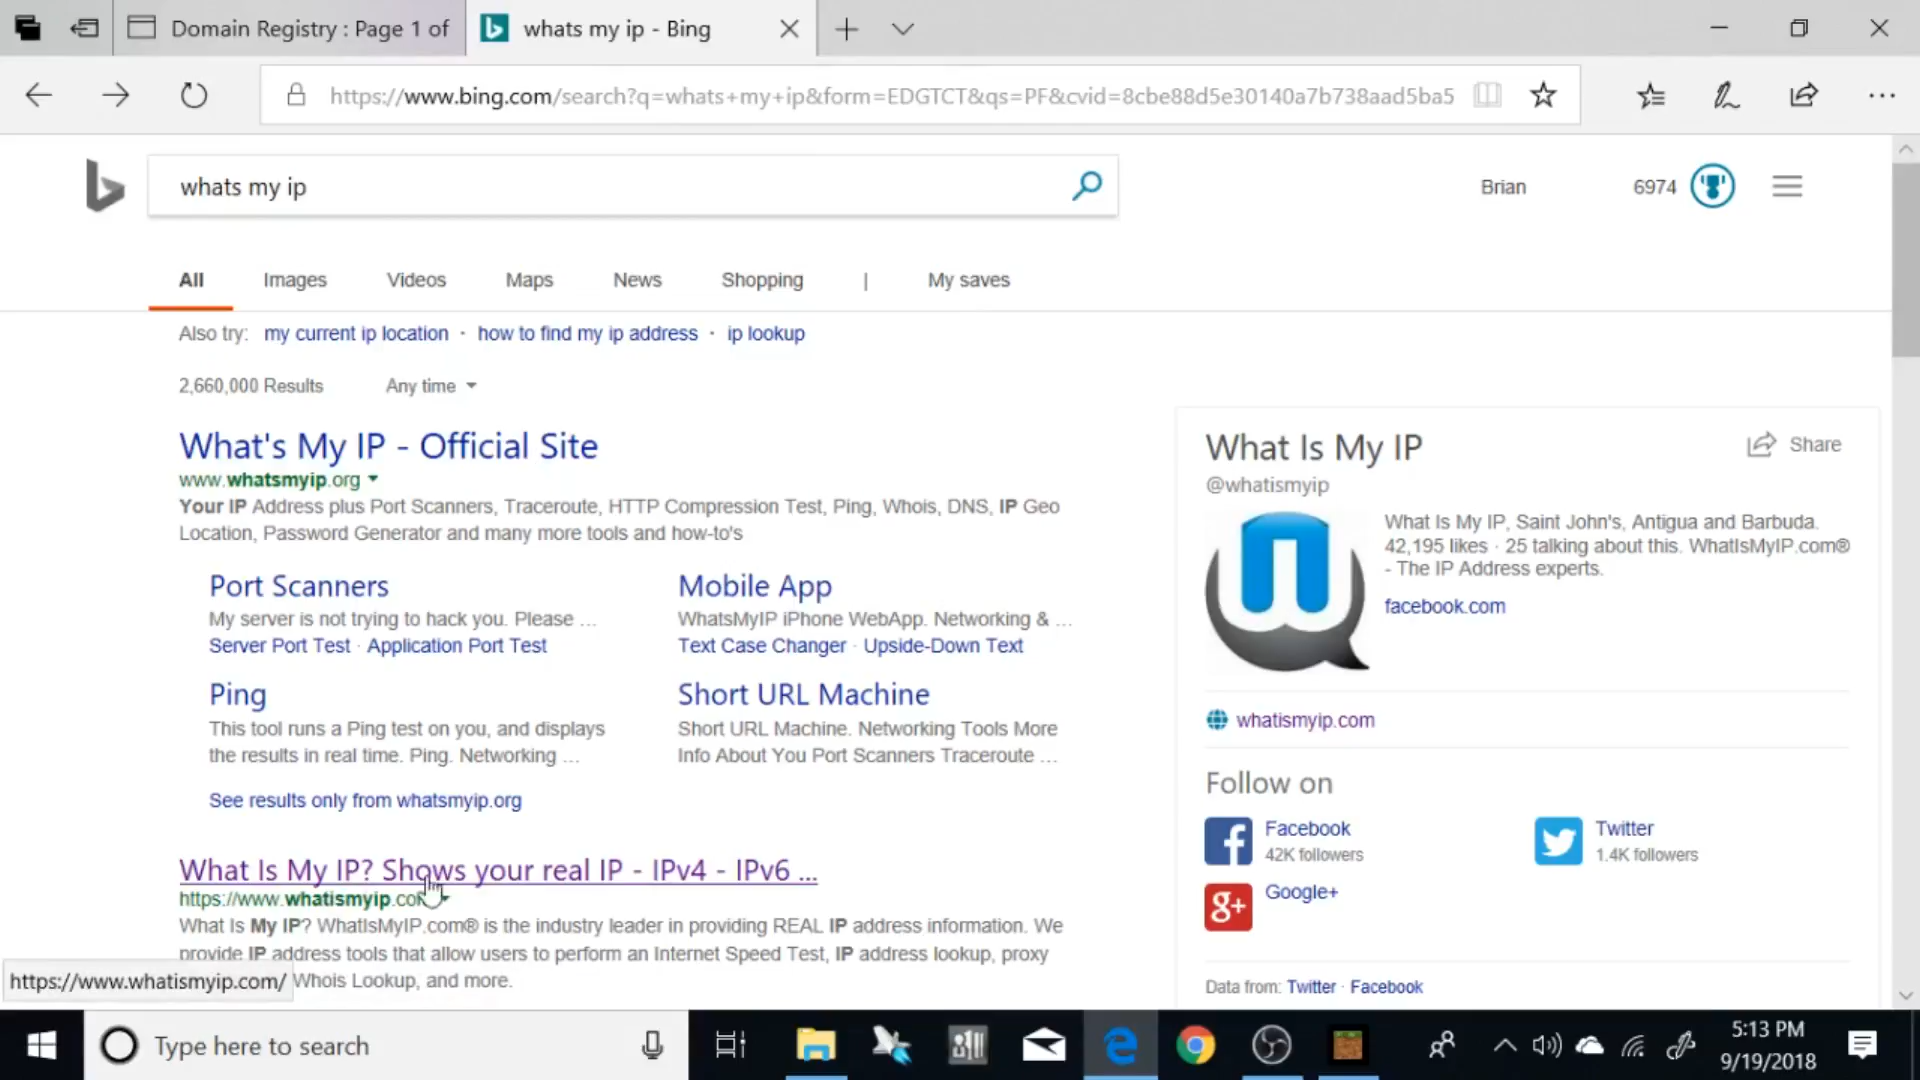 Domain Registry : Page 1 of
whats my ip - Bing
https://www.bing.com/search?q=whats+my+ip&form=EDGTCT&qs=PF&cvid=8cbe88d5e30140a7b738aad5ba5
whats my ip
Brian
6974
All Images Videos Maps News Shopping | My saves
Also try: my current ip location · how to find my ip address · ip lookup
2,660,000 Results Any time
What's My IP - Official Site
www.whatsmyip.org
Your IP Address plus Port Scanners, Traceroute, HTTP Compression Test, Ping, Whois, DNS, IP Geo
Location, Password Generator and many more tools and how-to's
Port Scanners
My server is not trying to hack you. Please ...
Server Port Test · Application Port Test
Mobile App
WhatsMyIP iPhone WebApp. Networking & ...
Text Case Changer · Upside-Down Text
Ping
This tool runs a Ping test on you, and displays
the results in real time. Ping. Networking ...
Short URL Machine
Short URL Machine. Networking Tools More
Info About You Port Scanners Traceroute ...
See results only from whatsmyip.org
What Is My IP? Shows your real IP - IPv4 - IPv6 ...
https://www.whatismyip.com
What Is My IP? WhatIsMyIP.com® is the industry leader in providing REAL IP address information. We
provide IP address tools that allow users to perform an Internet Speed Test, IP address lookup, proxy
Whois Lookup, and more.
https://www.whatismyip.com/
What Is My IP
Share
@whatismyip
What Is My IP, Saint John's, Antigua and Barbuda.
42,195 likes · 25 talking about this. WhatIsMyIP.com®
- The IP Address experts.
facebook.com
whatismyip.com
Follow on
Facebook
42K followers
Twitter
1.4K followers
Google+
Data from: Twitter · Facebook
Type here to search
5:13 PM
9/19/2018